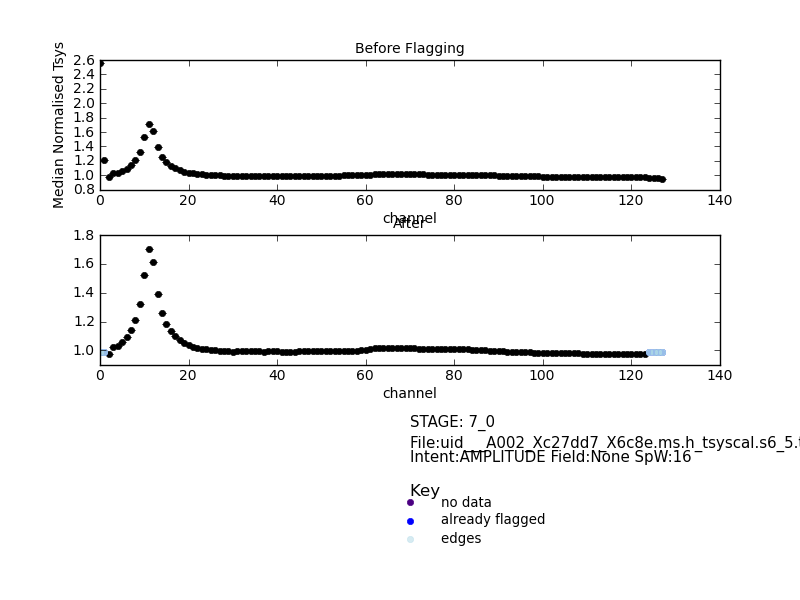 Before Flagging
Median Normalised Tsys
2.6
2.4
2.2
2.0
1.8
1.6
1.4
1.2
1.0
0.8
0 20 40 60 80 100 120 140
channel
After
1.8
1.6
1.4
1.2
1.0
0 20 40 60 80 100 120 140
channel
STAGE: 7_0
File:uid___A002_Xc27dd7_X6c8e.ms.h_tsyscal.s6_5.t
Intent:AMPLITUDE Field:None SpW:16
Key
no data
already flagged
edges